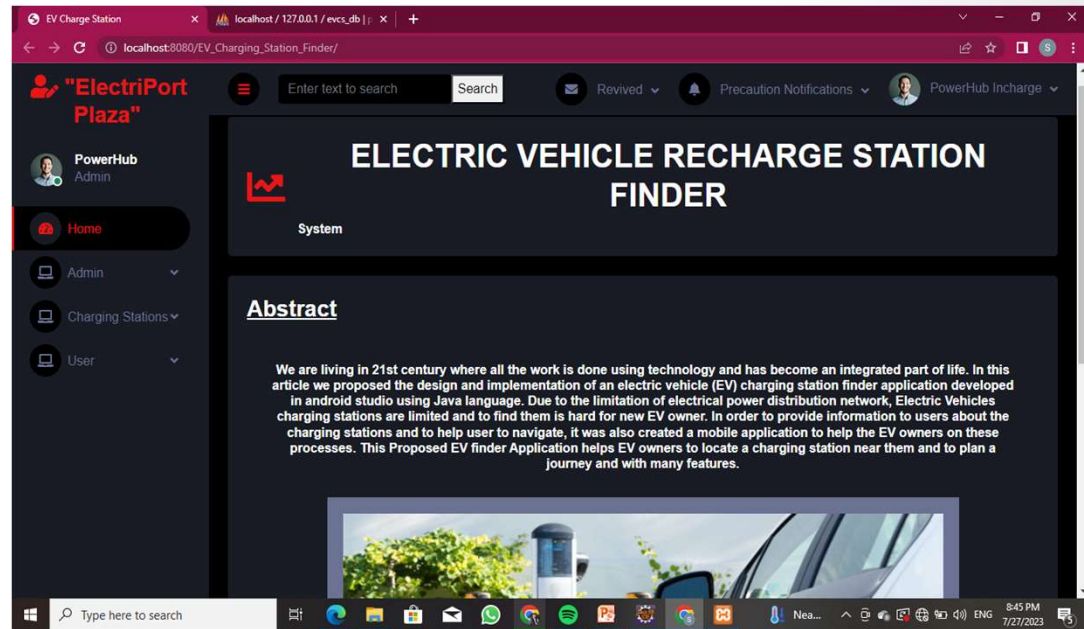 EV Charge Station
localhost / 127.0.0.1 / evcs_db | p
localhost:8080/EV_Charging_Station_Finder/
"ElectriPort
Plaza"
Enter text to search
Search
Revived
Precaution Notifications
PowerHub Incharge
PowerHub
Admin
Home
Admin
Charging Stations
User
ELECTRIC VEHICLE RECHARGE STATION
FINDER
System
Abstract
We are living in 21st century where all the work is done using technology and has become an integrated part of life. In this
article we proposed the design and implementation of an electric vehicle (EV) charging station finder application developed
in android studio using Java language. Due to the limitation of electrical power distribution network, Electric Vehicles
charging stations are limited and to find them is hard for new EV owner. In order to provide information to users about the
charging stations and to help user to navigate, it was also created a mobile application to help the EV owners on these
processes. This Proposed EV finder Application helps EV owners to locate a charging station near them and to plan a
journey and with many features.
Type here to search
Nea...
ENG
8:45 PM
7/27/2023